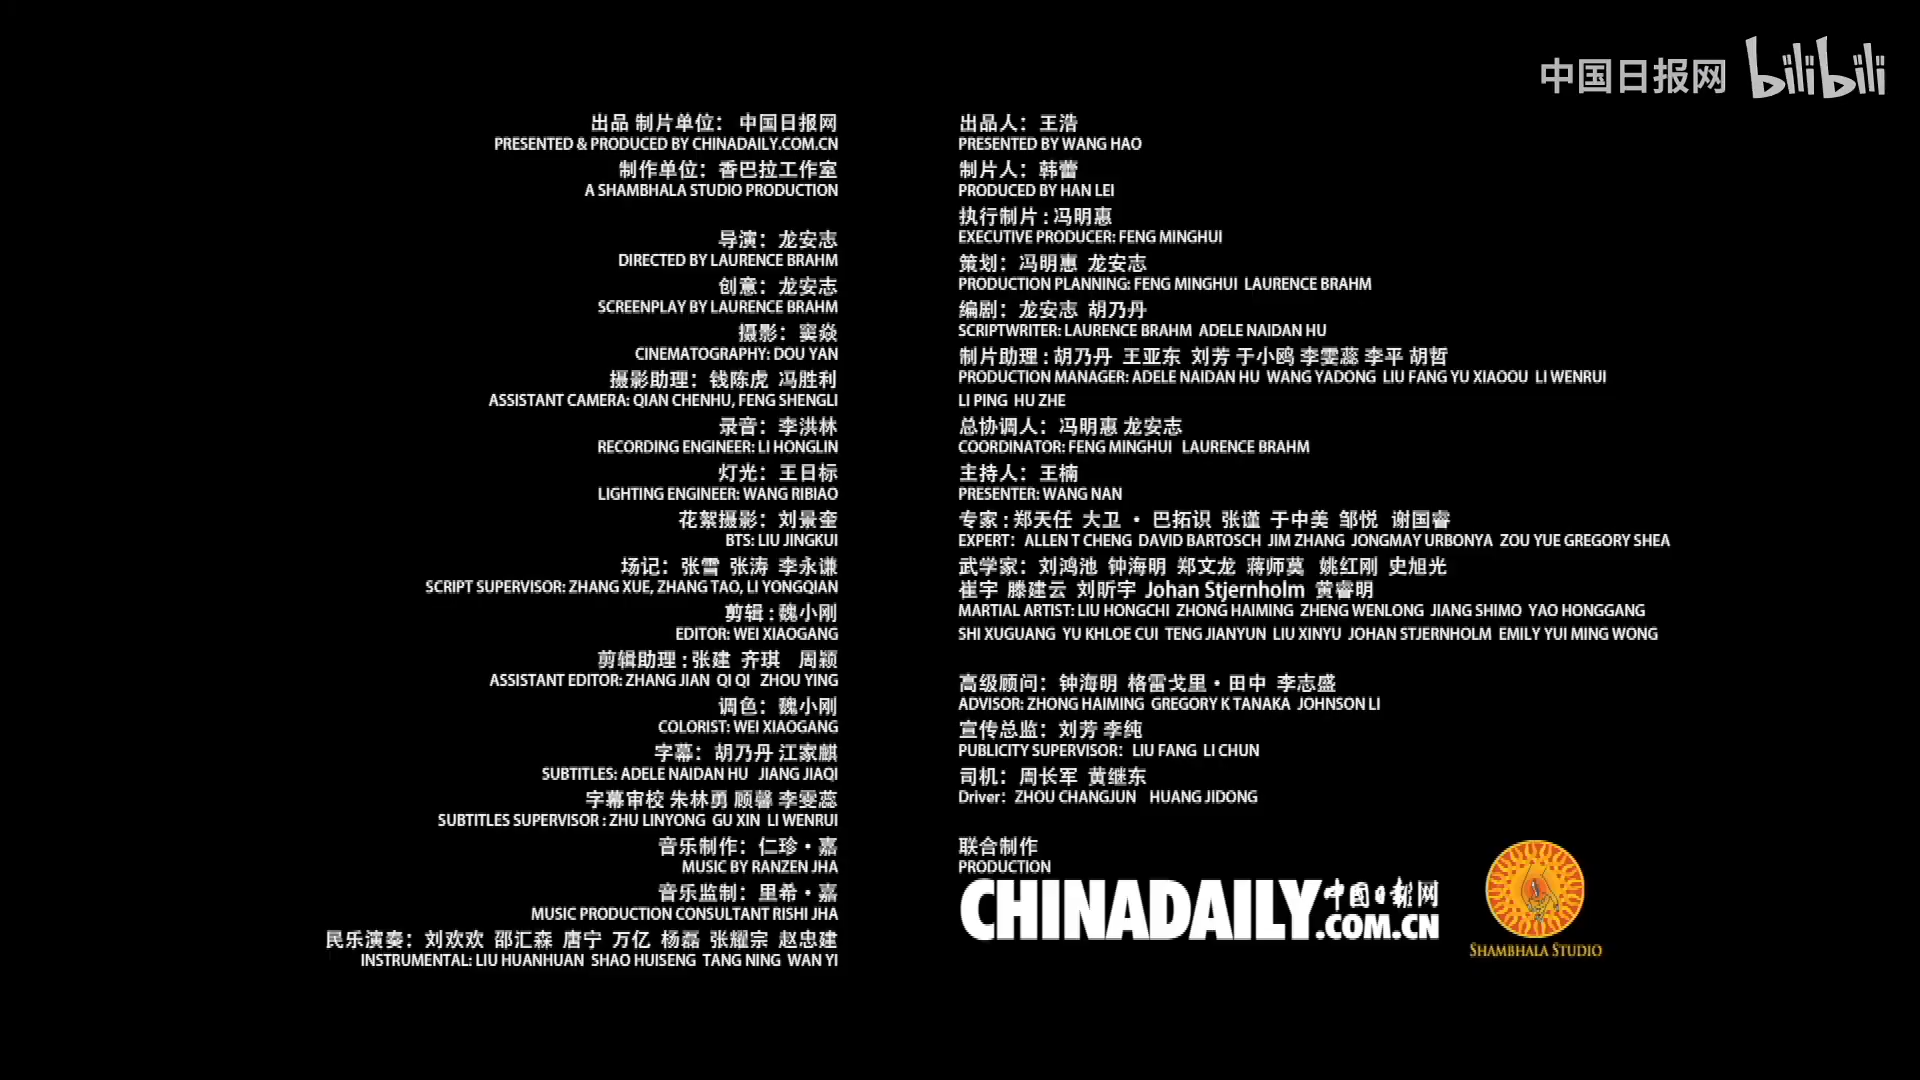 中国日报网 bilibili
出品 制片单位： 中国日报网
PRESENTED & PRODUCED BY CHINADAILY.COM.CN
制作单位：香巴拉工作室
A SHAMBHALA STUDIO PRODUCTION
导演：龙安志
DIRECTED BY LAURENCE BRAHM
创意：龙安志
SCREENPLAY BY LAURENCE BRAHM
摄影：窦焱
CINEMATOGRAPHY: DOU YAN
摄影助理：钱陈虎 冯胜利
ASSISTANT CAMERA: QIAN CHENHU, FENG SHENGLI
录音：李洪林
RECORDING ENGINEER: LI HONGLIN
灯光：王日标
LIGHTING ENGINEER: WANG RIBIAO
花絮摄影：刘景奎
BTS: LIU JINGKUI
场记：张雪 张涛 李永谦
SCRIPT SUPERVISOR: ZHANG XUE, ZHANG TAO, LI YONGQIAN
剪辑：魏小刚
EDITOR: WEI XIAOGANG
剪辑助理：张建 齐琪 周颖
ASSISTANT EDITOR: ZHANG JIAN QI QI ZHOU YING
调色：魏小刚
COLORIST: WEI XIAOGANG
字幕：胡乃丹 江家麒
SUBTITLES: ADELE NAIDAN HU JIANG JIAQI
字幕审校 朱林勇 顾馨 李雯蕊
SUBTITLES SUPERVISOR : ZHU LINYONG GU XIN LI WENRUI
音乐制作：仁珍·嘉
MUSIC BY RANZEN JHA
音乐监制：里希·嘉
MUSIC PRODUCTION CONSULTANT RISHI JHA
民乐演奏：刘欢欢 邵汇森 唐宁 万亿 杨磊 张耀宗 赵忠建
INSTRUMENTAL: LIU HUANHUAN SHAO HUISENG TANG NING WAN YI
出品人：王浩
PRESENTED BY WANG HAO
制片人：韩蕾
PRODUCED BY HAN LEI
执行制片：冯明惠
EXECUTIVE PRODUCER: FENG MINGHUI
策划：冯明惠 龙安志
PRODUCTION PLANNING: FENG MINGHUI LAURENCE BRAHM
编剧：龙安志 胡乃丹
SCRIPTWRITER: LAURENCE BRAHM ADELE NAIDAN HU
制片助理：胡乃丹 王亚东 刘芳 于小鸥 李雯蕊 李平 胡哲
PRODUCTION MANAGER: ADELE NAIDAN HU WANG YADONG LIU FANG YU XIAOOU LI WENRUI
LI PING HU ZHE
总协调人：冯明惠 龙安志
COORDINATOR: FENG MINGHUI LAURENCE BRAHM
主持人：王楠
PRESENTER: WANG NAN
专家：郑天任 大卫·巴拓识 张谨 于中美 邹悦 谢国睿
EXPERT： ALLEN T CHENG DAVID BARTOSCH JIM ZHANG JONGMAY URBONYA ZOU YUE GREGORY SHEA
武学家：刘鸿池 钟海明 郑文龙 蒋师莫 姚红刚 史旭光
崔宇 滕建云 刘昕宇 Johan Stjernholm 黄睿明
MARTIAL ARTIST: LIU HONGCHI ZHONG HAIMING ZHENG WENLONG JIANG SHIMO YAO HONGGANG
SHI XUGUANG YU KHLOE CUI TENG JIANYUN LIU XINYU JOHAN STJERNHOLM EMILY YUI MING WONG
高级顾问：钟海明 格雷戈里·田中 李志盛
ADVISOR: ZHONG HAIMING GREGORY K TANAKA JOHNSON LI
宣传总监：刘芳 李纯
PUBLICITY SUPERVISOR： LIU FANG LI CHUN
司机：周长军 黄继东
Driver：ZHOU CHANGJUN HUANG JIDONG
联合制作
PRODUCTION
CHINADAILY中国日报网
.COM.CN
SHAMBHALA STUDIO